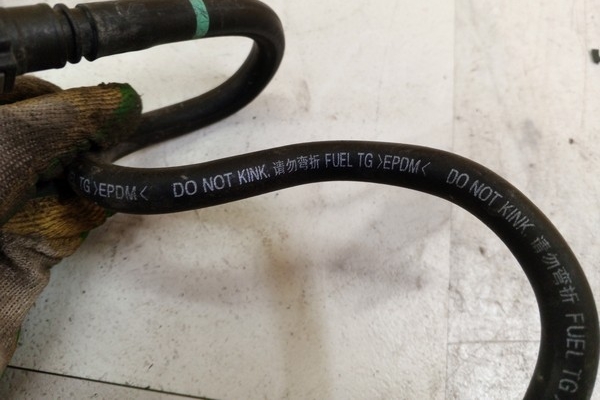 TG >EPDM< DO NOT KINK. 请勿弯折 FUEL TG >EPDM< DO NOT KINK. 请勿弯折 FUEL TG